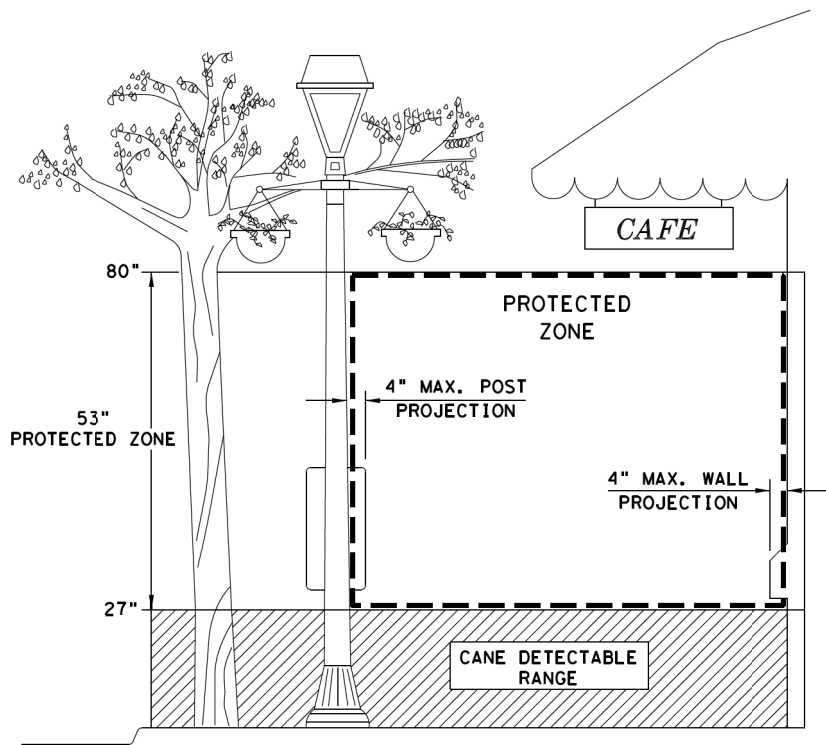 CAFE
80"
PROTECTED
ZONE
4" MAX. POST
PROJECTION
53"
PROTECTED ZONE
4" MAX. WALL
PROJECTION
27"
CANE DETECTABLE
RANGE